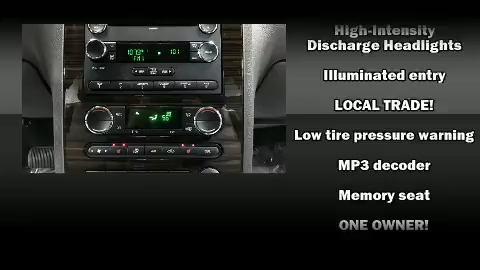 High-Intensity
Discharge Headlights
Illuminated entry
LOCAL TRADE!
Low tire pressure warning
MP3 decoder
Memory seat
ONE OWNER!